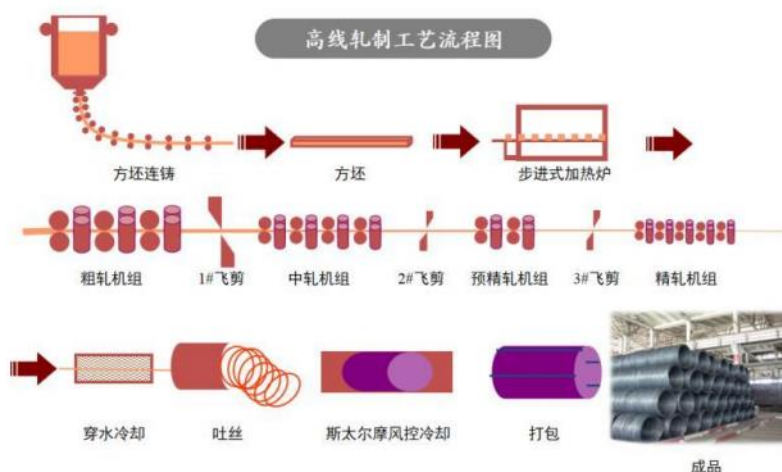 高线轧制工艺流程图
方坯连铸
方坯
步进式加热炉
粗轧机组
1#飞剪
中轧机组
2#飞剪
预精轧机组
3#飞剪
精轧机组
穿水冷却
吐丝
斯太尔摩风控冷却
打包
成品